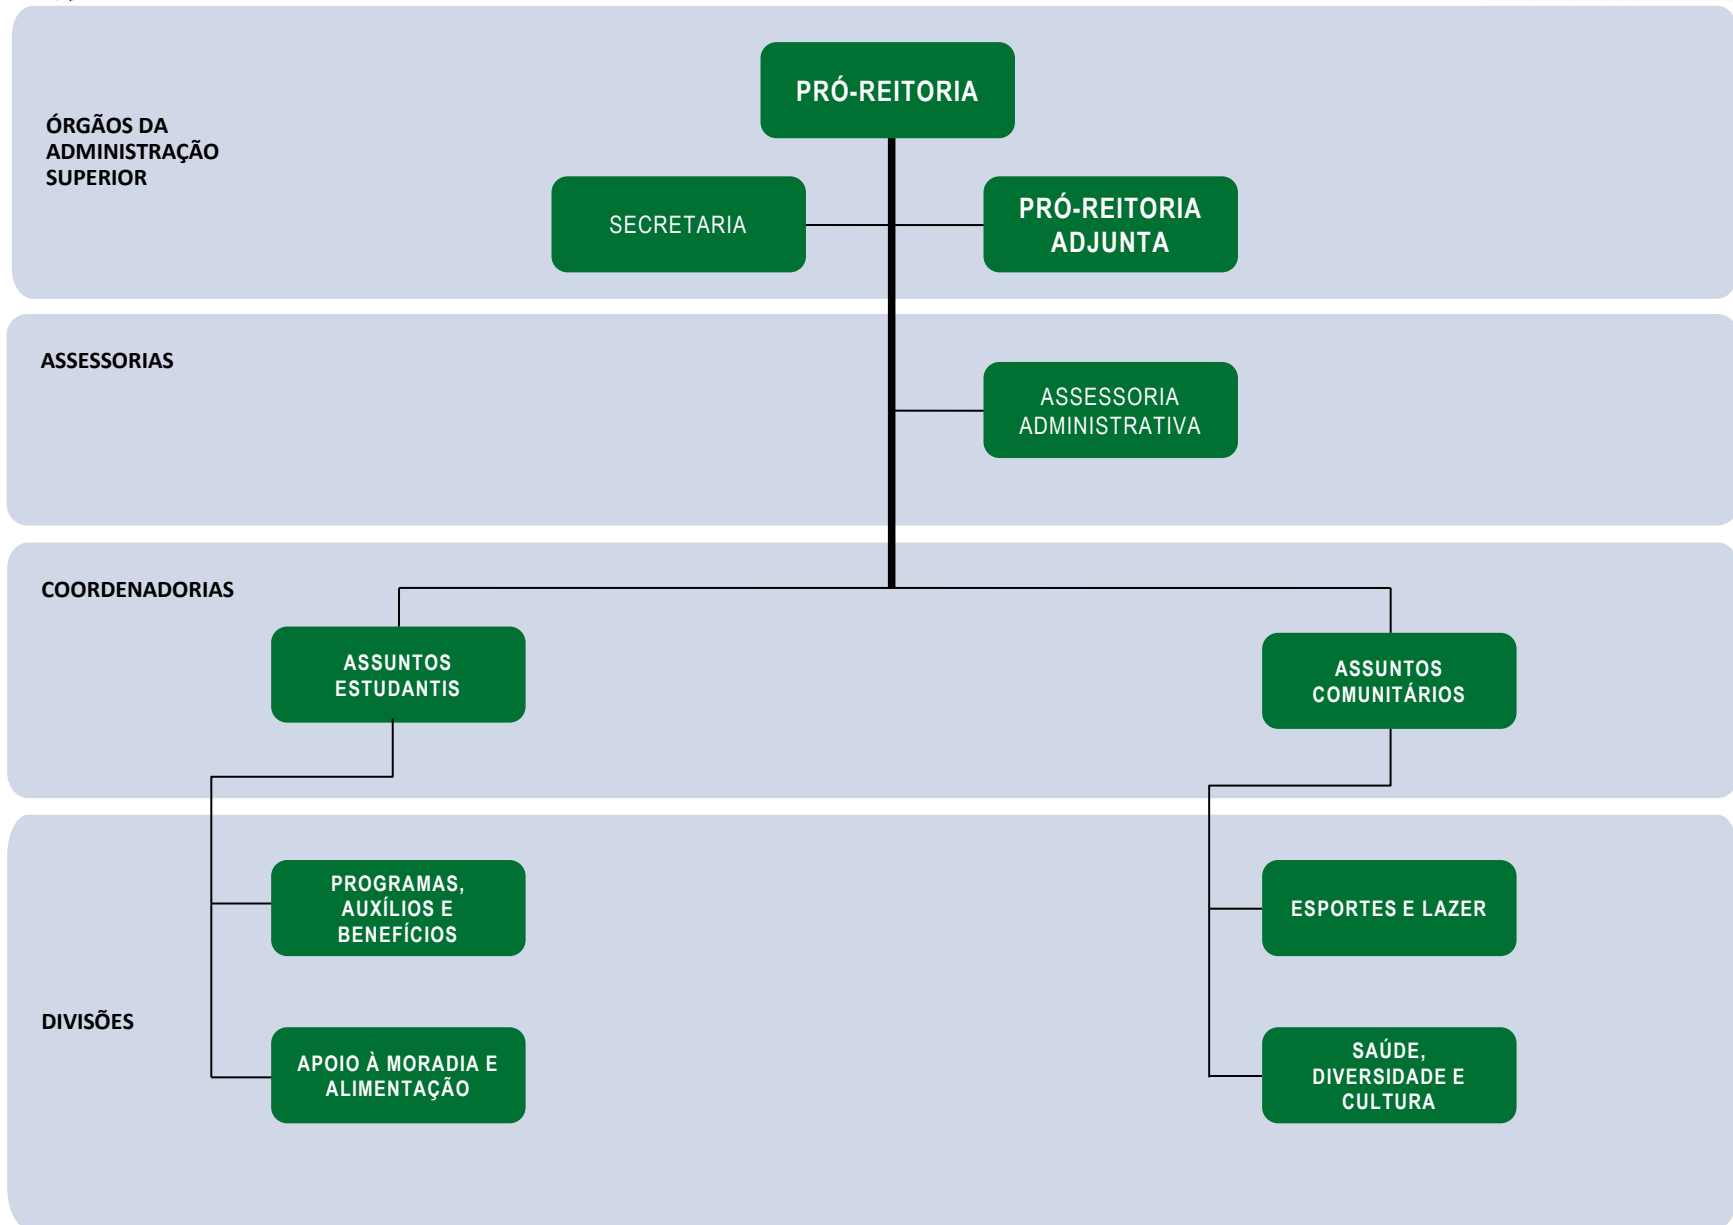 PRÓ-REITORIA
ÓRGÃOS DA
ADMINISTRAÇÃO
SUPERIOR
SECRETARIA
PRÓ-REITORIA
ADJUNTA
ASSESSORIAS
ASSESSORIA
ADMINISTRATIVA
COORDENADORIAS
ASSUNTOS
ESTUDANTIS
ASSUNTOS
COMUNITÁRIOS
PROGRAMAS,
AUXÍLIOS E
BENEFÍCIOS
ESPORTES E LAZER
DIVISÕES
APOIO À MORADIA E
ALIMENTAÇÃO
SAÚDE,
DIVERSIDADE E
CULTURA